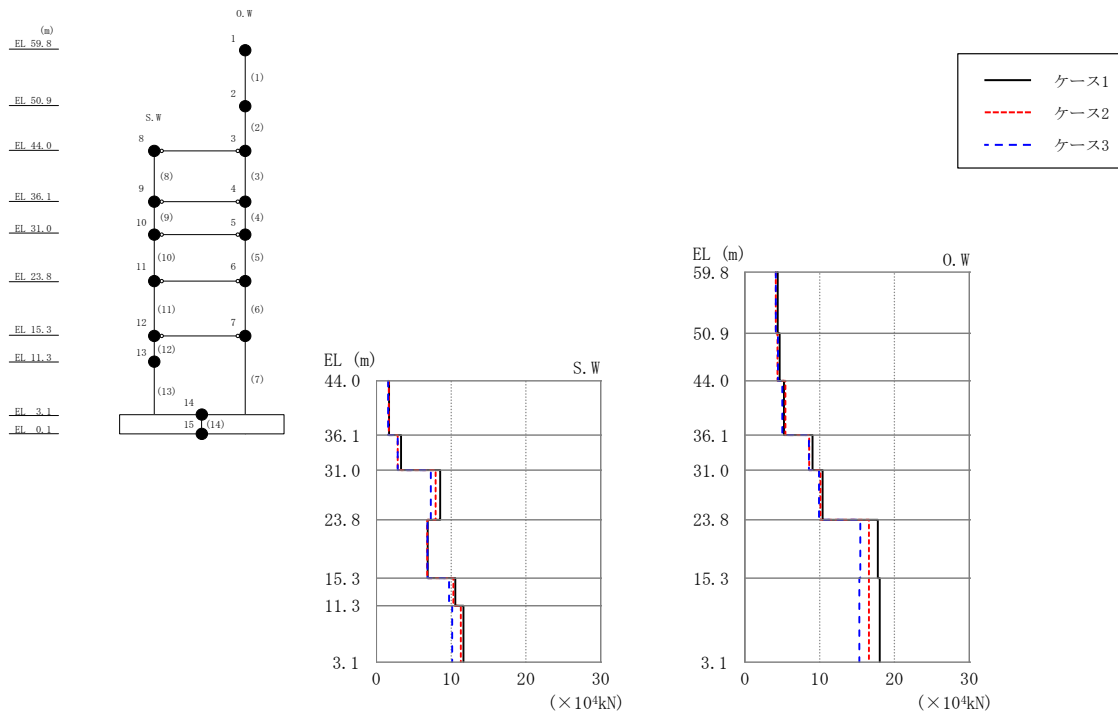 (m)
EL 59.8
EL 50.9
EL 44.0
EL 36.1
EL 31.0
EL 23.8
EL 15.3
EL 11.3
EL 3.1
EL 0.1
O.W
1
(1)
2
(2)
S.W
8
3
(8)
(3)
9
4
(9)
(4)
10
5
(10)
(5)
11
6
(11)
(6)
12
7
13
(12)
(13)
(7)
14
15
(14)
ケース1
ケース2
ケース3
EL (m)
S.W
44.0
36.1
31.0
23.8
15.3
11.3
3.1
0
10
20
30
(×10⁴kN)
EL (m)
O.W
59.8
50.9
44.0
36.1
31.0
23.8
15.3
3.1
0
10
20
30
(×10⁴kN)